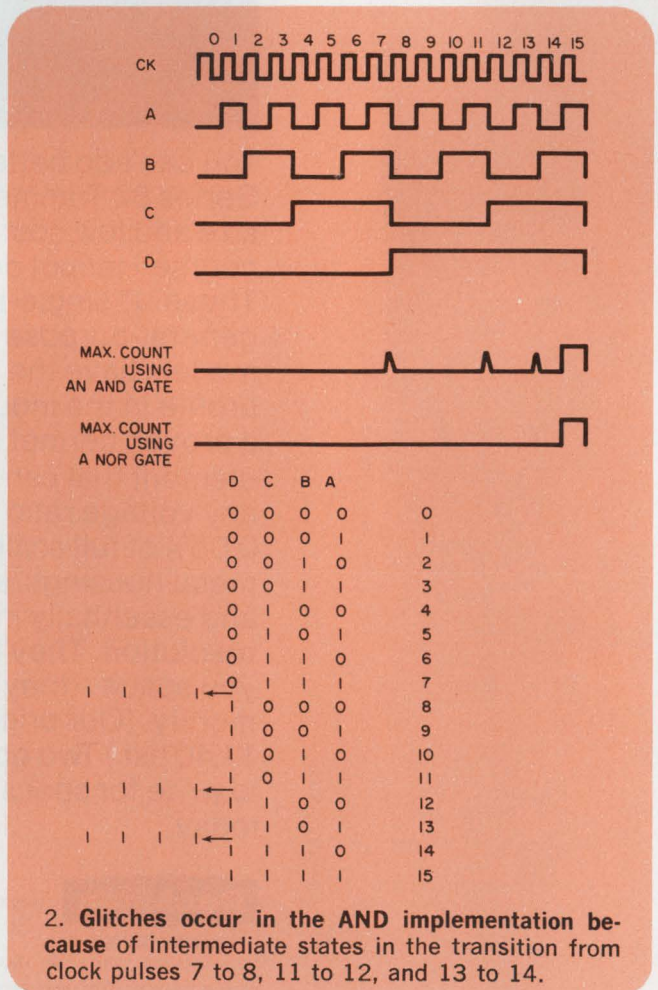 0 1 2 3 4 5 6 7 8 9 10 11 12 13 14 15
CK
A
B
C
D
MAX. COUNT
USING
AN AND GATE
MAX. COUNT
USING
A NOR GATE
D C B A
0 0 0 0 0
0 0 0 1 1
0 0 1 0 2
0 0 1 1 3
0 1 0 0 4
0 1 0 1 5
0 1 1 0 6
0 1 1 1 7
1 1 1 1←
1 0 0 0 8
1 0 0 1 9
1 0 1 0 10
1 0 1 1 11
1 1 1 1←
1 1 0 0 12
1 1 0 1 13
1 1 1 1←
1 1 1 0 14
1 1 1 1 15
2. Glitches occur in the AND implementation be-
cause of intermediate states in the transition from
clock pulses 7 to 8, 11 to 12, and 13 to 14.